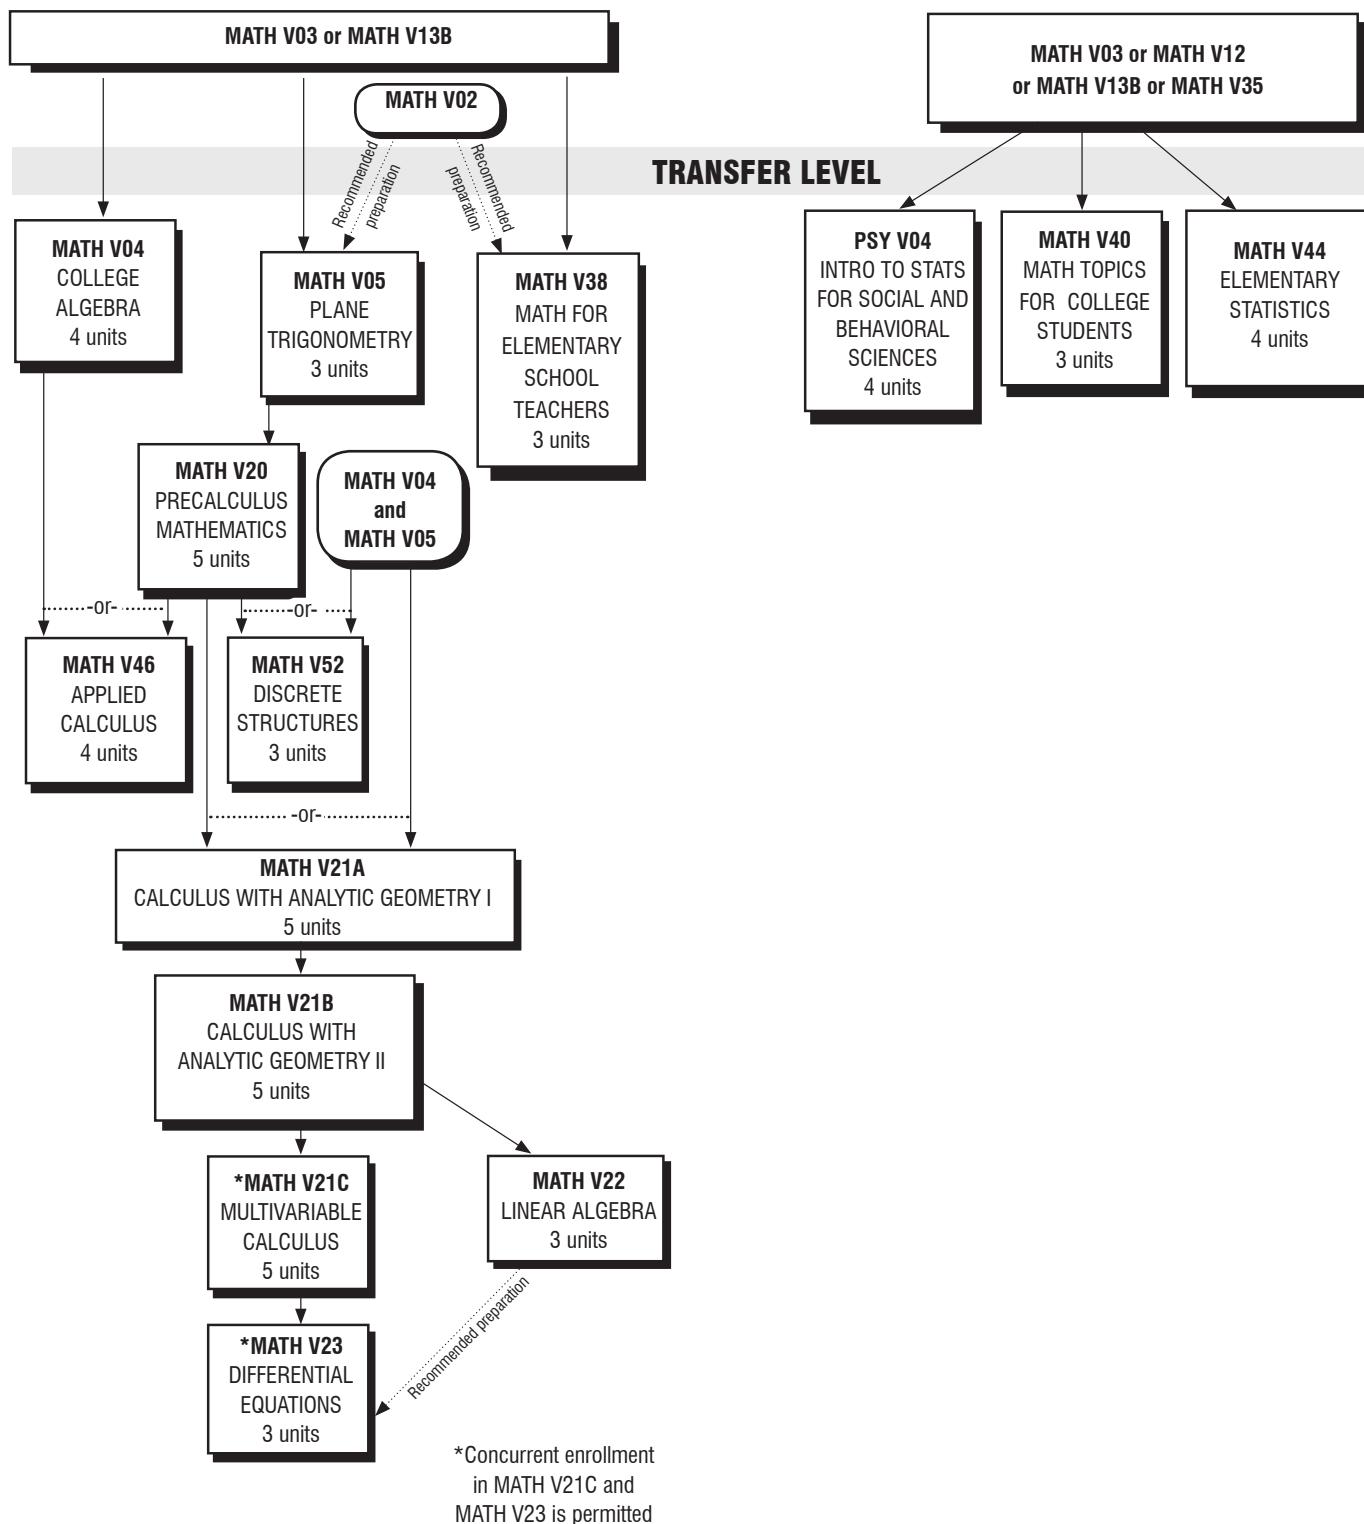 MATH V03 or MATH V13B
MATH V03 or MATH V12
or MATH V13B or MATH V35
MATH V02
Recommended
preparation
Recommended
preparation
TRANSFER LEVEL
MATH V04
COLLEGE
ALGEBRA
4 units
MATH V05
PLANE
TRIGONOMETRY
3 units
MATH V38
MATH FOR
ELEMENTARY
SCHOOL
TEACHERS
3 units
PSY V04
INTRO TO STATS
FOR SOCIAL AND
BEHAVIORAL
SCIENCES
4 units
MATH V40
MATH TOPICS
FOR COLLEGE
STUDENTS
3 units
MATH V44
ELEMENTARY
STATISTICS
4 units
MATH V20
PRECALCULUS
MATHEMATICS
5 units
MATH V04
and
MATH V05
-or-
-or-
MATH V46
APPLIED
CALCULUS
4 units
MATH V52
DISCRETE
STRUCTURES
3 units
-or-
MATH V21A
CALCULUS WITH ANALYTIC GEOMETRY I
5 units
MATH V21B
CALCULUS WITH
ANALYTIC GEOMETRY II
5 units
*MATH V21C
MULTIVARIABLE
CALCULUS
5 units
MATH V22
LINEAR ALGEBRA
3 units
Recommended preparation
*MATH V23
DIFFERENTIAL
EQUATIONS
3 units
*Concurrent enrollment
in MATH V21C and
MATH V23 is permitted